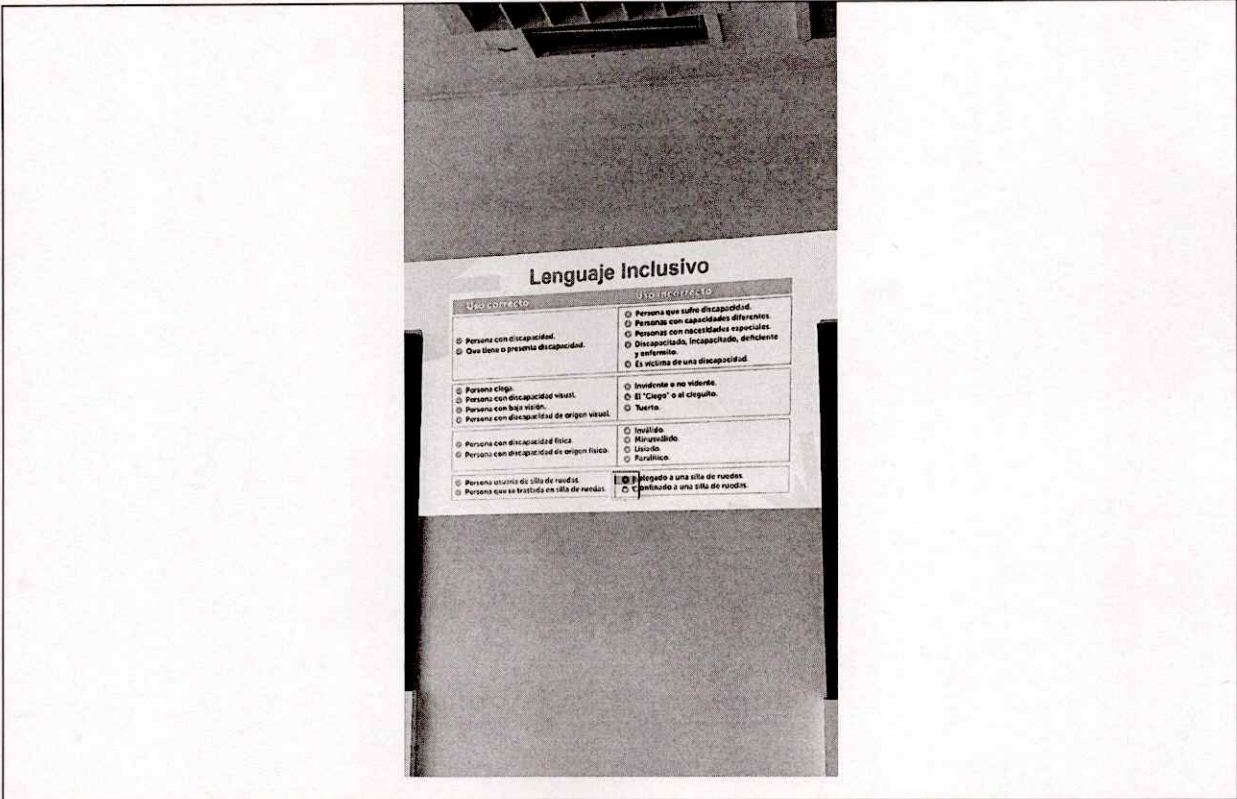 Lenguaje Inclusivo
Uso correcto
Uso incorrecto
Persona con discapacidad.
Que tiene o presenta discapacidad.
Persona que sufre discapacidad.
Personas con capacidades diferentes.
Personas con necesidades especiales.
Discapacitado, incapacitado, deficiente
y enfermito.
Es víctima de una discapacidad.
Persona ciega.
Persona con discapacidad visual.
Persona con baja visión.
Persona con discapacidad de origen visual.
Invidente o no vidente.
El "Ciego" o el cieguito.
Tuerto.
Persona con discapacidad física.
Persona con discapacidad de origen físico.
Inválido.
Minusválido.
Lisiado.
Paralítico.
Persona usuaria de silla de ruedas.
Persona que se traslada en silla de ruedas.
elegado a una silla de ruedas.
Confinado a una silla de ruedas.